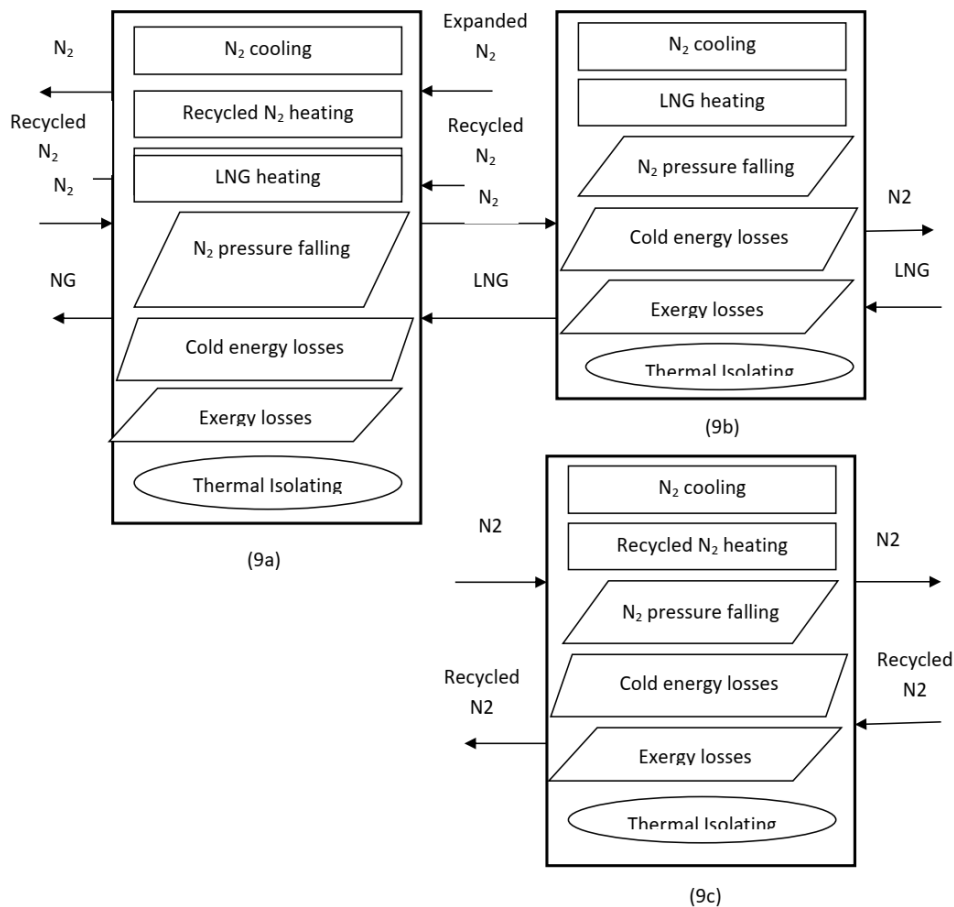 N₂
Recycled
N₂
N₂
NG
N₂ cooling
Recycled N₂ heating
LNG heating
N₂ pressure falling
Cold energy losses
Exergy losses
Thermal Isolating
(9a)
Expanded
N₂
Recycled
N₂
N₂
LNG
N₂ cooling
LNG heating
N₂ pressure falling
Cold energy losses
Exergy losses
Thermal Isolating
(9b)
N2
LNG
N2
Recycled
N2
N₂ cooling
Recycled N₂ heating
N₂ pressure falling
Cold energy losses
Exergy losses
Thermal Isolating
(9c)
N2
Recycled
N2